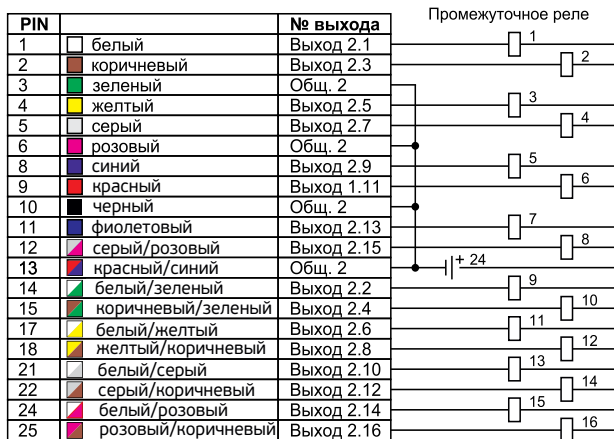 Промежуточное реле
PIN № выхода
1 белый Выход 2.1 1
2 коричневый Выход 2.3 2
3 зеленый Общ. 2
4 желтый Выход 2.5 3
5 серый Выход 2.7 4
6 розовый Общ. 2
8 синий Выход 2.9 5
9 красный Выход 1.11 6
10 черный Общ. 2
11 фиолетовый Выход 2.13 7
12 серый/розовый Выход 2.15 8
13 красный/синий Общ. 2 + 24
14 белый/зеленый Выход 2.2 9
15 коричневый/зеленый Выход 2.4 10
17 белый/желтый Выход 2.6 11
18 желтый/коричневый Выход 2.8 12
21 белый/серый Выход 2.10 13
22 серый/коричневый Выход 2.12 14
24 белый/розовый Выход 2.14 15
25 розовый/коричневый Выход 2.16 16